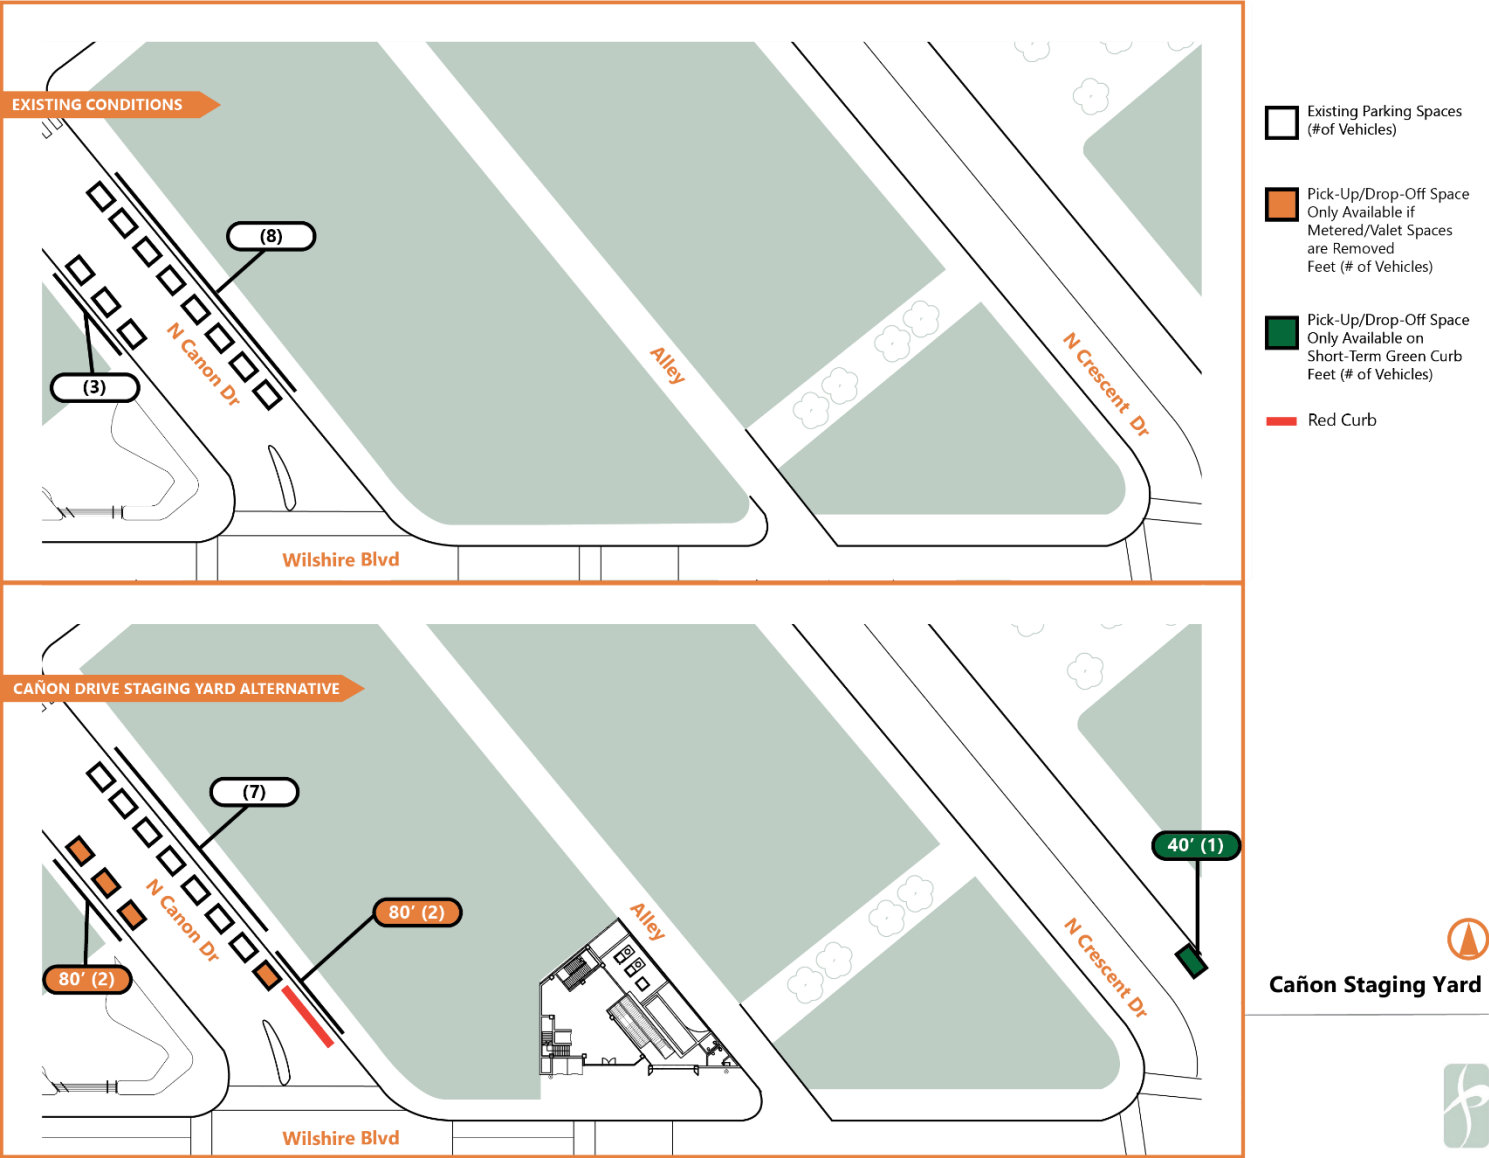 EXISTING CONDITIONS
(8)
(3)
N Canon Dr
Alley
N Crescent Dr
Wilshire Blvd
CAÑON DRIVE STAGING YARD ALTERNATIVE
(7)
80’ (2)
80’ (2)
40’ (1)
N Canon Dr
Alley
N Crescent Dr
Wilshire Blvd
Existing Parking Spaces
(#of Vehicles)
Pick-Up/Drop-Off Space
Only Available if
Metered/Valet Spaces
are Removed
Feet (# of Vehicles)
Pick-Up/Drop-Off Space
Only Available on
Short-Term Green Curb
Feet (# of Vehicles)
Red Curb
Cañon Staging Yard